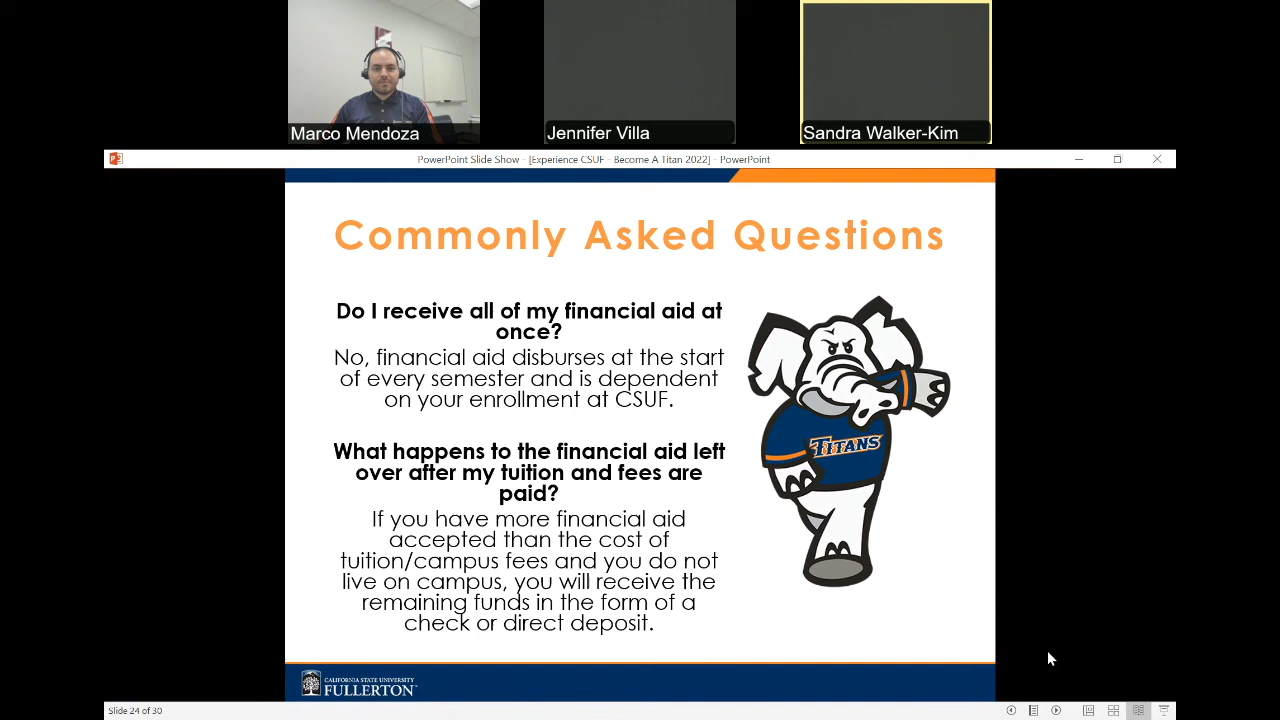 Marco Mendoza
Jennifer Villa
Sandra Walker-Kim
PowerPoint Slide Show - [Experience CSUF - Become A Titan 2022] - PowerPoint
Commonly Asked Questions
Do I receive all of my financial aid at
once?
No, financial aid disburses at the start
of every semester and is dependent
on your enrollment at CSUF.
What happens to the financial aid left
over after my tuition and fees are
paid?
If you have more financial aid
accepted than the cost of
tuition/campus fees and you do not
live on campus, you will receive the
remaining funds in the form of a
check or direct deposit.
TITANS
CALIFORNIA STATE UNIVERSITY
FULLERTON
Slide 24 of 30